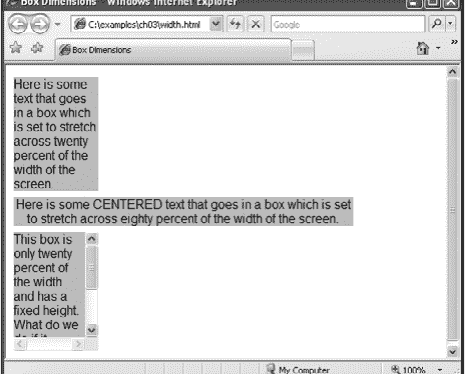 Box Dimensions - Windows Internet Explorer
C:\examples\ch03\width.html
Google
Box Dimensions
Here is some
text that goes
in a box which
is set to stretch
across twenty
percent of the
width of the
screen.
Here is some CENTERED text that goes in a box which is set
to stretch across eighty percent of the width of the screen.
This box is
only twenty
percent of
the width
and has a
fixed height.
What do we
do if it
My Computer
100%